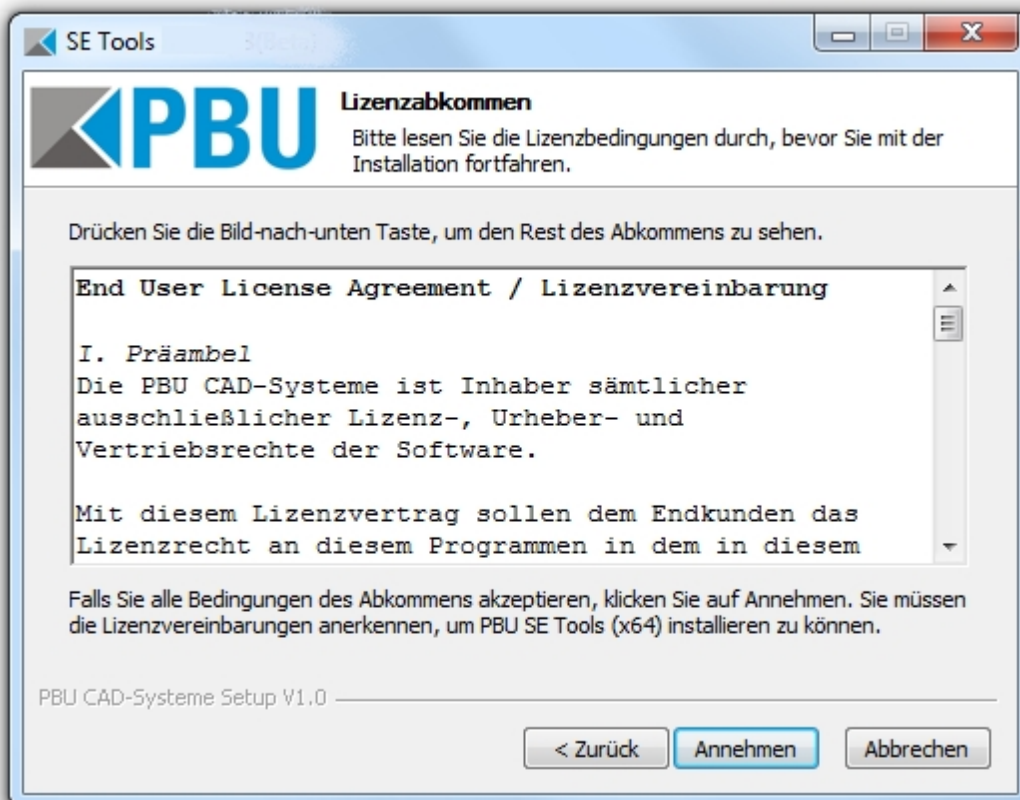 SE Tools
PBU
Lizenzabkommen
Bitte lesen Sie die Lizenzbedingungen durch, bevor Sie mit der
Installation fortfahren.
Drücken Sie die Bild-nach-unten Taste, um den Rest des Abkommens zu sehen.
End User License Agreement / Lizenzvereinbarung
I. Präambel
Die PBU CAD-Systeme ist Inhaber sämtlicher
ausschließlicher Lizenz-, Urheber- und
Vertriebsrechte der Software.
Mit diesem Lizenzvertrag sollen dem Endkunden das
Lizenzrecht an diesem Programmen in dem in diesem
Falls Sie alle Bedingungen des Abkommens akzeptieren, klicken Sie auf Annehmen. Sie müssen
die Lizenzvereinbarungen anerkennen, um PBU SE Tools (x64) installieren zu können.
PBU CAD-Systeme Setup V1.0
< Zurück
Annehmen
Abbrechen